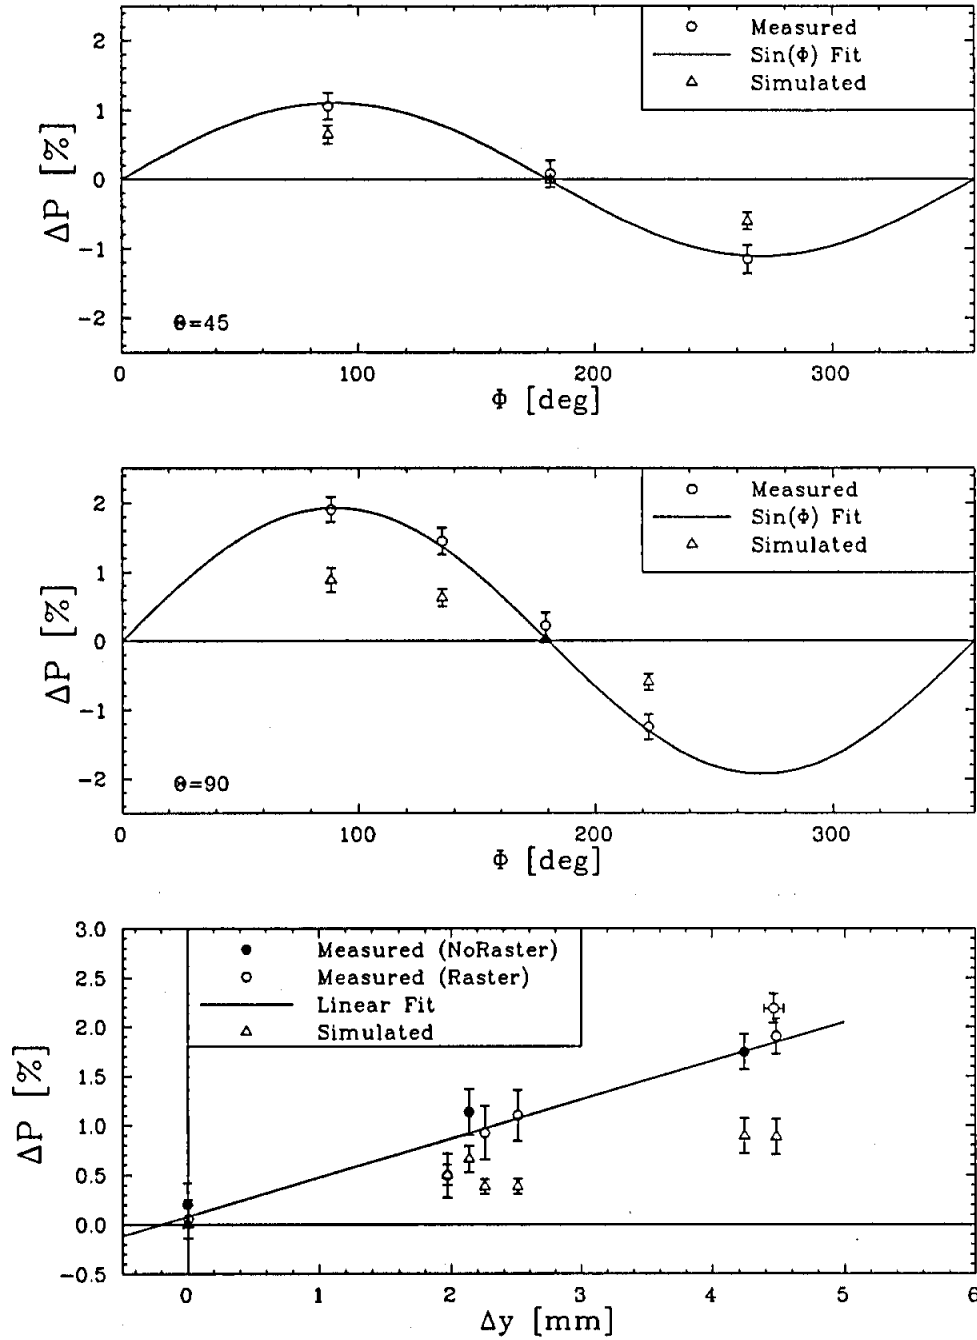 2
1
0
−1
−2
ΔP [%]
Measured
Sin(Φ) Fit
Simulated
Θ=45
0 100 200 300
Φ [deg]
2
1
0
−1
−2
ΔP [%]
Measured
Sin(Φ) Fit
Simulated
Θ=90
0 100 200 300
Φ [deg]
3.0
2.5
2.0
1.5
1.0
0.5
0.0
−0.5
ΔP [%]
Measured (NoRaster)
Measured (Raster)
Linear Fit
Simulated
0 1 2 3 4 5 6
Δy [mm]